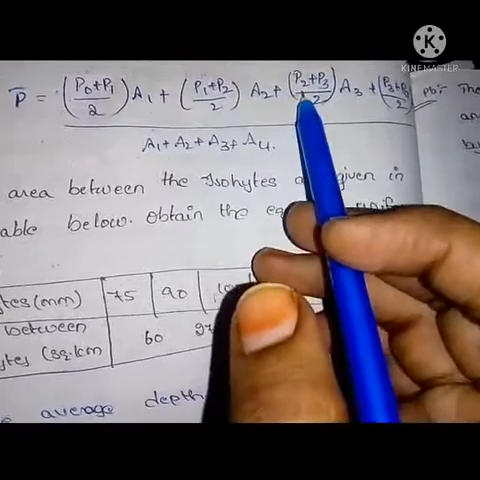 KINEMASTER
P̅ = (P0+P1/2) A1 + (P1+P2/2) A2 + (P2+P3/2) A3 + (P3+P4/2)
A1 + A2 + A3 + A4.
area between the Isohytes given in
able below. obtain the
ytes (mm) 75 90
between 60
ytes (sq.km
average depth